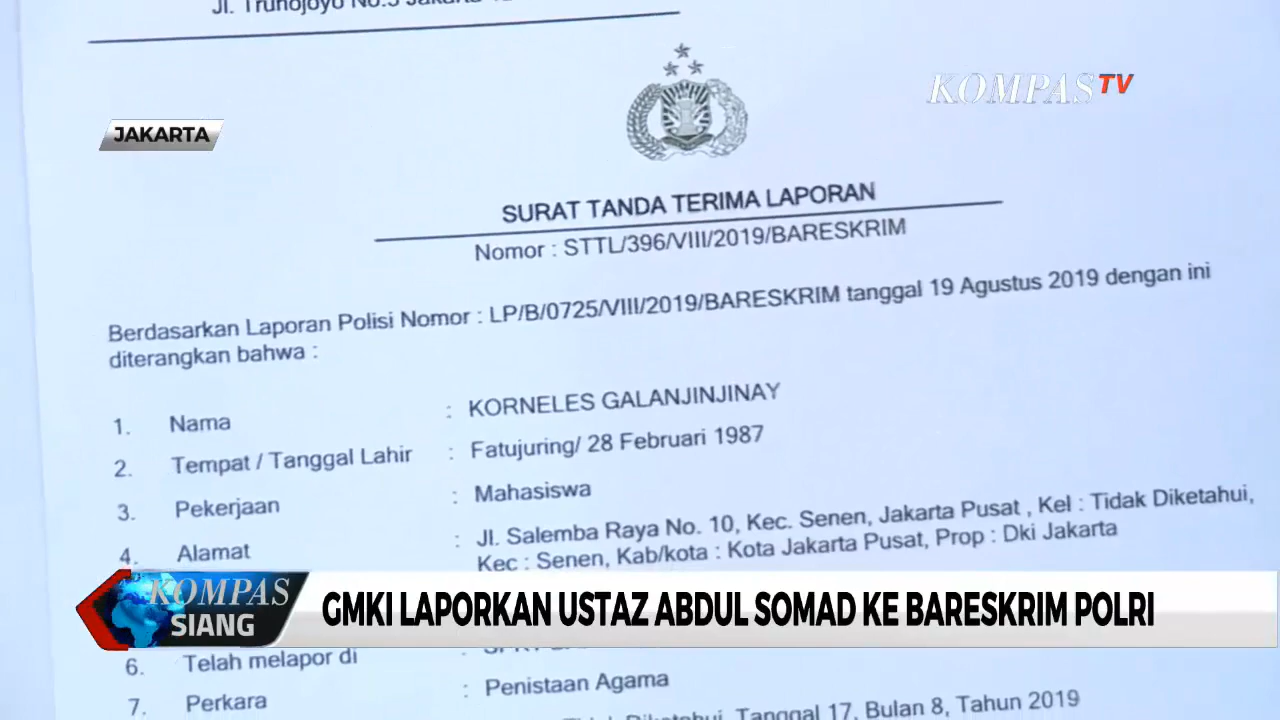 Jl. Trunojoyo No.3 Jakarta
KOMPAS TV
JAKARTA
SURAT TANDA TERIMA LAPORAN
Nomor : STTL/396/VIII/2019/BARESKRIM
Berdasarkan Laporan Polisi Nomor : LP/B/0725/VIII/2019/BARESKRIM tanggal 19 Agustus 2019 dengan ini
diterangkan bahwa :
1. Nama : KORNELES GALANJINJINAY
2. Tempat / Tanggal Lahir : Fatujuring/ 28 Februari 1987
3. Pekerjaan : Mahasiswa
4. Alamat : Jl. Salemba Raya No. 10, Kec. Senen, Jakarta Pusat , Kel : Tidak Diketahui,
Kec : Senen, Kab/kota : Kota Jakarta Pusat, Prop : Dki Jakarta
KOMPAS
SIANG
GMKI LAPORKAN USTAZ ABDUL SOMAD KE BARESKRIM POLRI
6. Telah melapor di :
7. Perkara : Penistaan Agama
Tidak Diketahui, Tanggal 17, Bulan 8, Tahun 2019